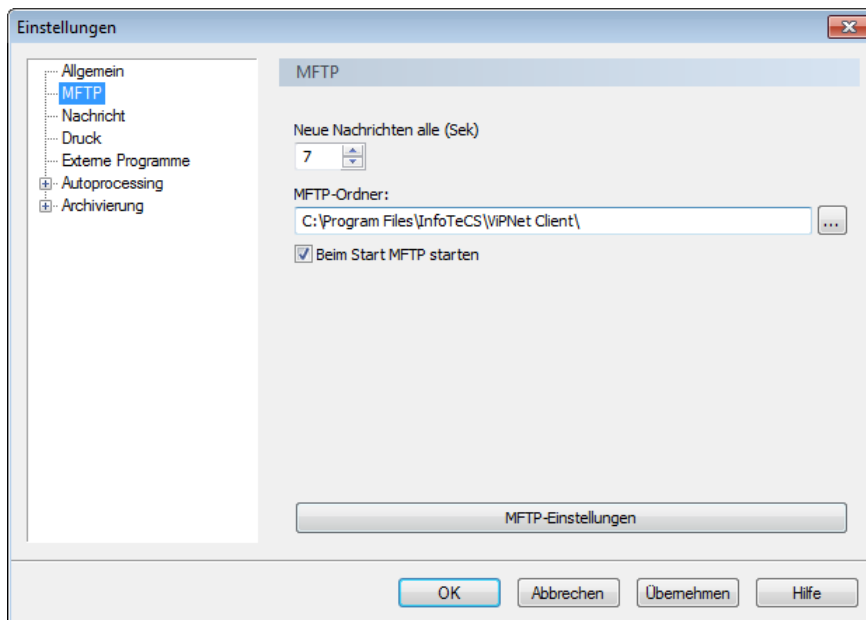 Einstellungen
Allgemein
MFTP
Nachricht
Druck
Externe Programme
Autoprocessing
Archivierung
MFTP
Neue Nachrichten alle (Sek)
7
MFTP-Ordner:
C:\Program Files\InfoTeCS\ViPNet Client\
...
Beim Start MFTP starten
MFTP-Einstellungen
OK
Abbrechen
Übernehmen
Hilfe